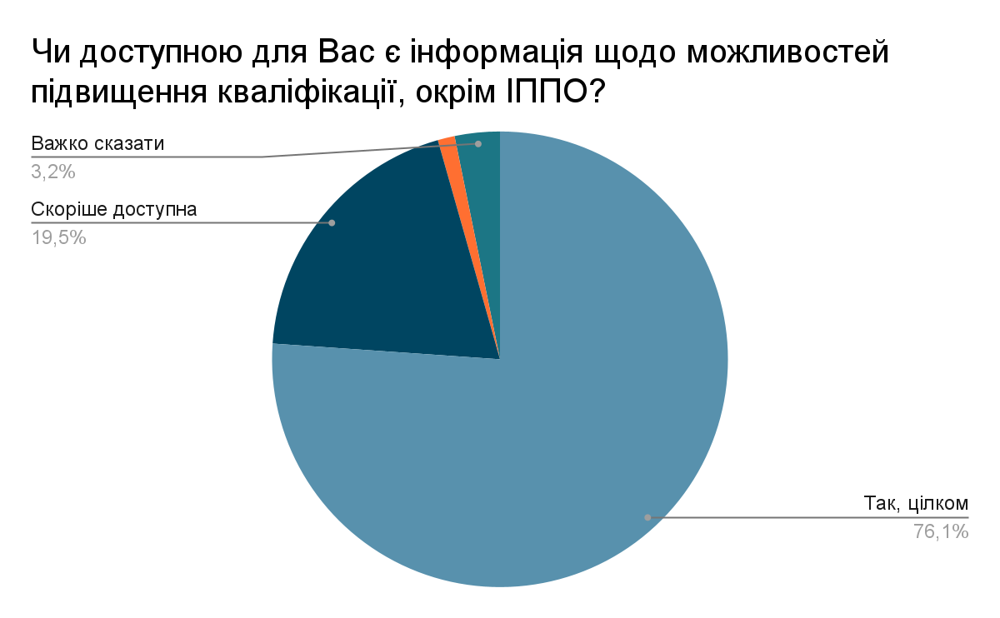 Чи доступною для Вас є інформація щодо можливостей
підвищення кваліфікації, окрім ІППО?
Важко сказати
3,2%
Скоріше доступна
19,5%
Так, цілком
76,1%